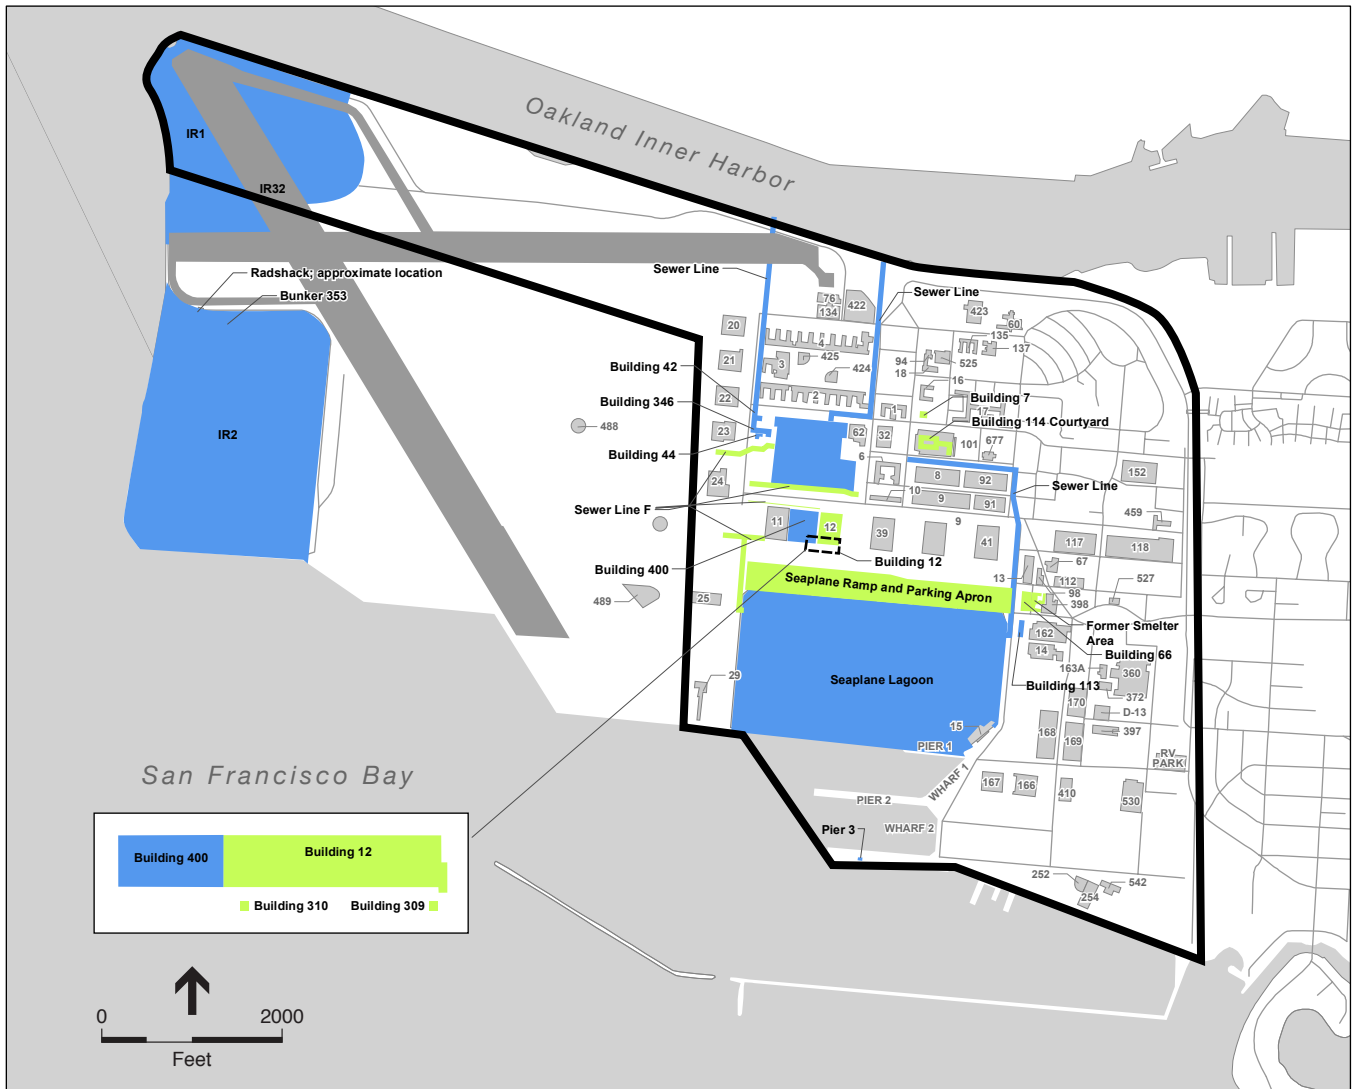 Oakland Inner Harbor
IR1
IR32
Radshack; approximate location
Bunker 353
IR2
Sewer Line
Sewer Line
76
134
422
423
60
20
135
137
4
425
94
525
21
3
18
424
16
Building 42
22
2
Building 7
1
17
Building 346
Building 114 Courtyard
488
23
62
32
101
677
Building 44
6
152
24
8
92
Sewer Line
10
9
91
Sewer Line F
459
11
12
39
9
41
117
118
Building 400
Building 12
67
13
112
527
98
Seaplane Ramp and Parking Apron
489
25
398
Former Smelter
Area
162
Building 66
14
163A
360
29
Seaplane Lagoon
Building 113
372
170
D-13
15
168
169
397
PIER 1
RV
PARK
San Francisco Bay
WHARF 1
167
166
410
530
PIER 2
Pier 3
WHARF 2
252
542
254
Building 400
Building 12
Building 310
Building 309
0
2000
Feet